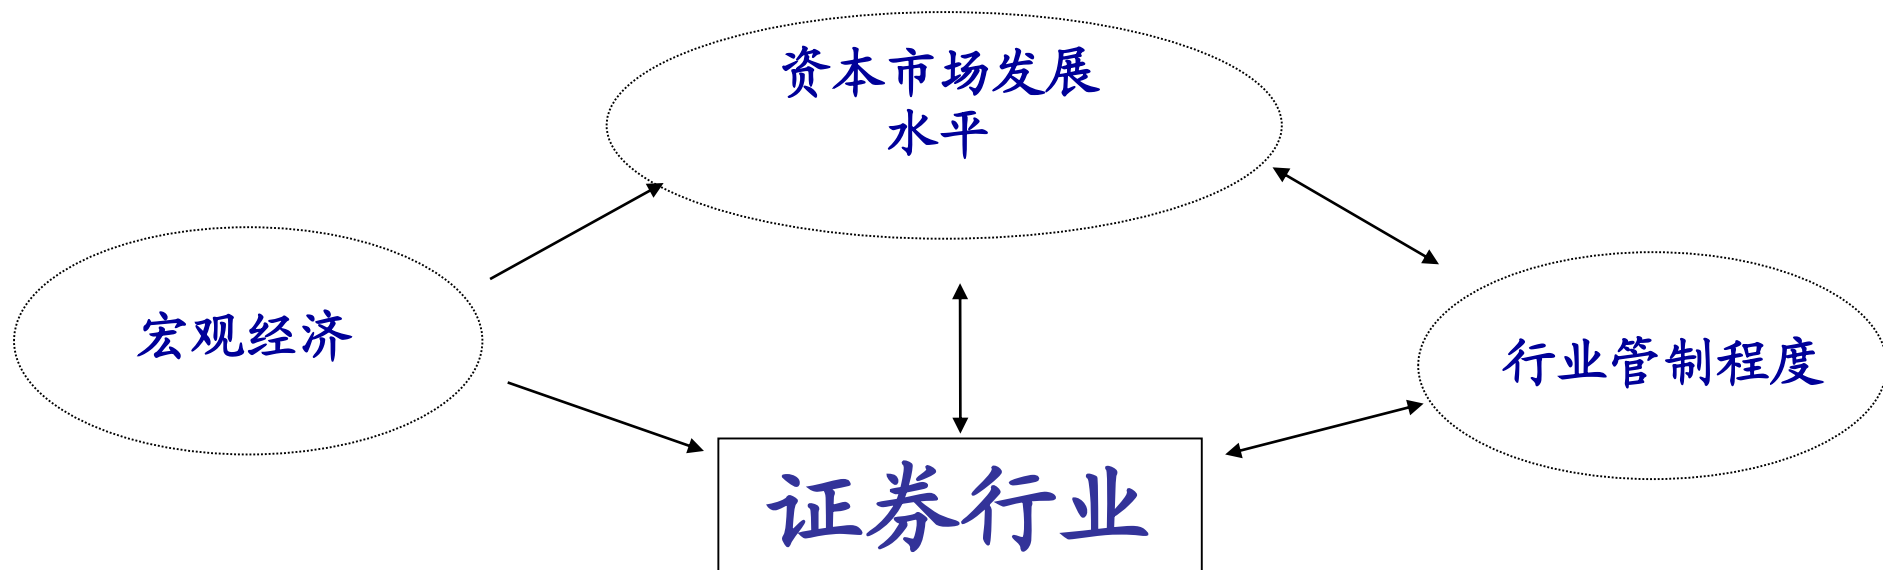 资本市场发展
水平
宏观经济
行业管制程度
证券行业